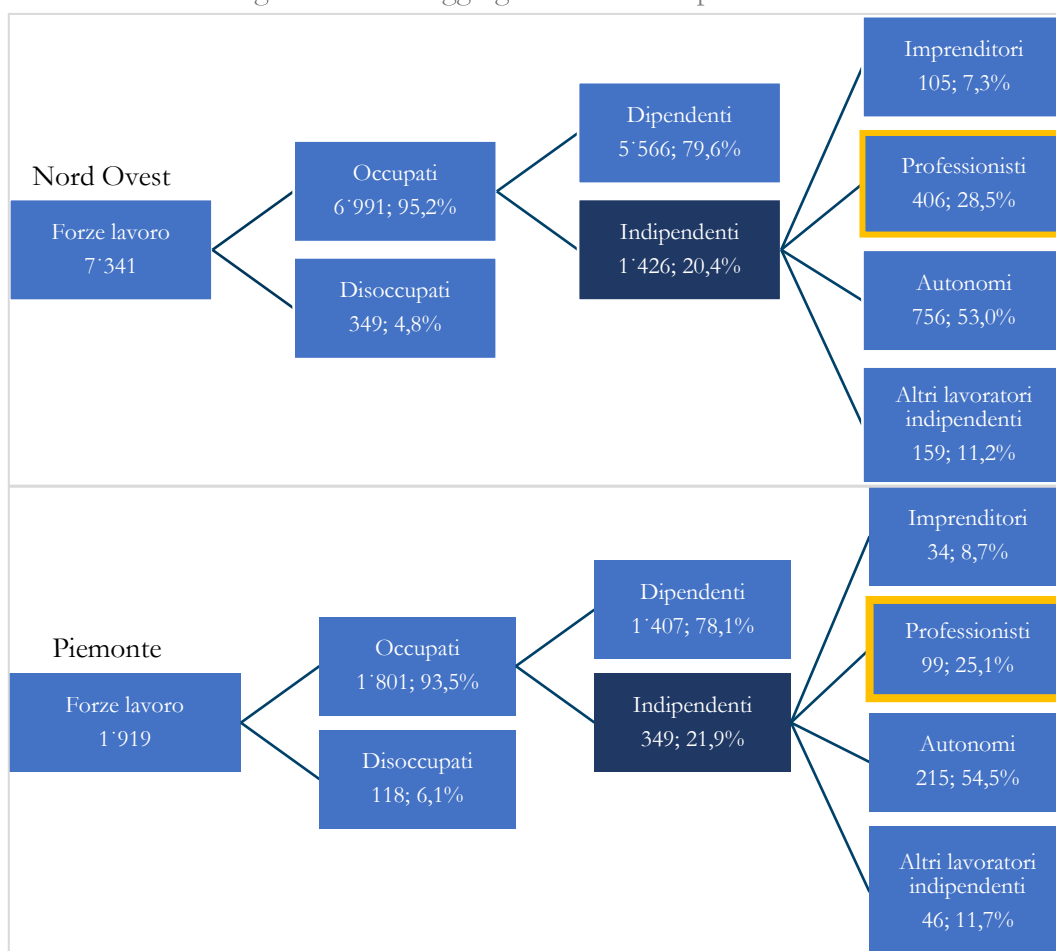 Nord Ovest
Forze lavoro
7˙341
Occupati
6˙991; 95,2%
Disoccupati
349; 4,8%
Dipendenti
5˙566; 79,6%
Indipendenti
1˙426; 20,4%
Imprenditori
105; 7,3%
Professionisti
406; 28,5%
Autonomi
756; 53,0%
Altri lavoratori
indipendenti
159; 11,2%
Piemonte
Forze lavoro
1˙919
Occupati
1˙801; 93,5%
Disoccupati
118; 6,1%
Dipendenti
1˙407; 78,1%
Indipendenti
349; 21,9%
Imprenditori
34; 8,7%
Professionisti
99; 25,1%
Autonomi
215; 54,5%
Altri lavoratori
indipendenti
46; 11,7%